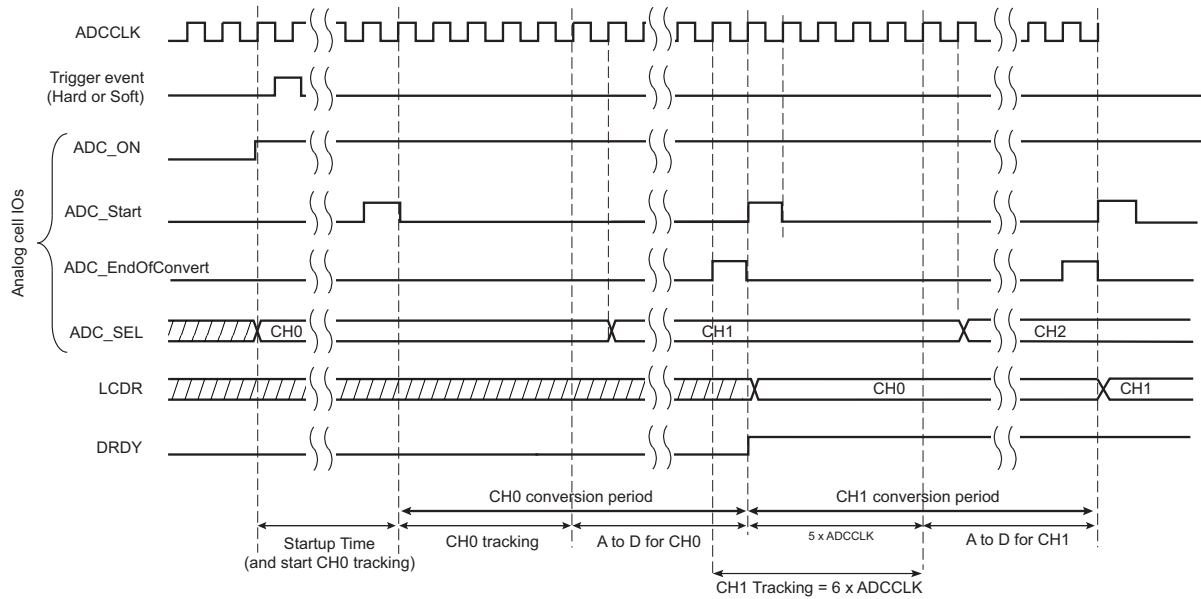 ADCCLK
Trigger event
(Hard or Soft)
ADC_ON
ADC_Start
Analog cell IOs
ADC_EndOfConvert
ADC_SEL
CH0
CH1
CH2
LCDR
CH0
CH1
DRDY
CH0 conversion period
CH1 conversion period
Startup Time
(and start CH0 tracking)
CH0 tracking
A to D for CH0
5 x ADCCLK
A to D for CH1
CH1 Tracking = 6 x ADCCLK